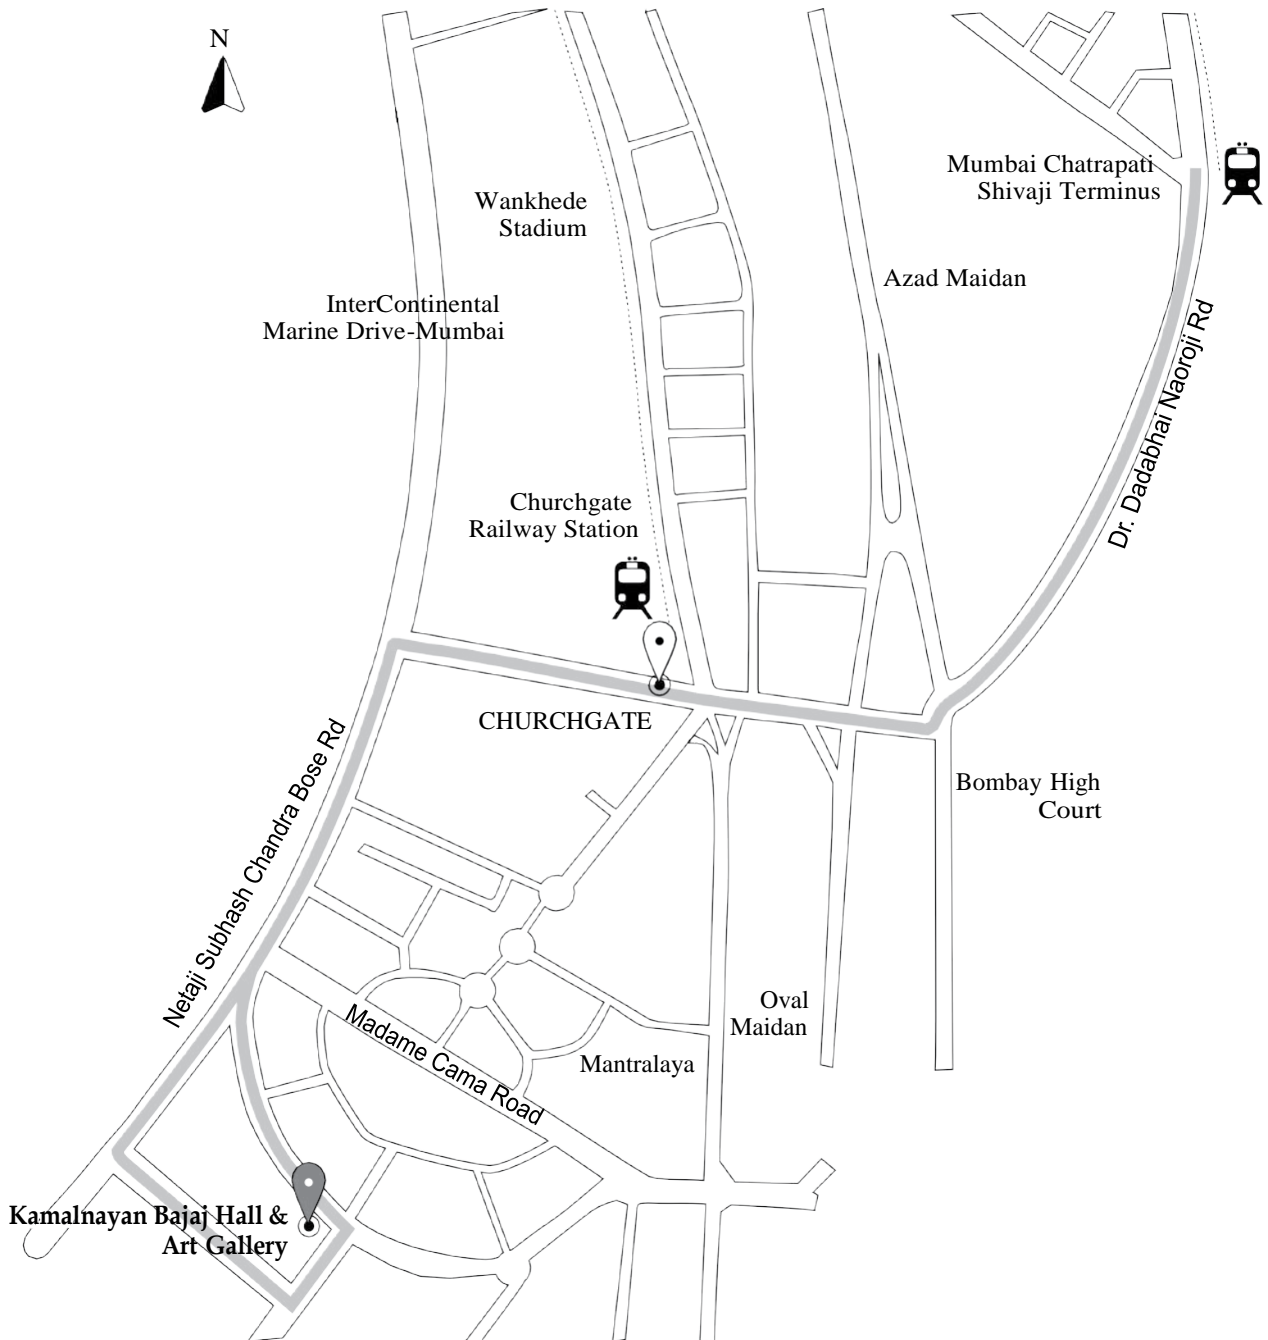 N
Mumbai Chatrapati
Shivaji Terminus
Wankhede
Stadium
Azad Maidan
InterContinental
Marine Drive-Mumbai
Dr. Dadabhai Naoroji Rd
Churchgate
Railway Station
CHURCHGATE
Netaji Subhash Chandra Bose Rd
Bombay High
Court
Oval
Maidan
Madame Cama Road
Mantralaya
Kamalnayan Bajaj Hall &
Art Gallery